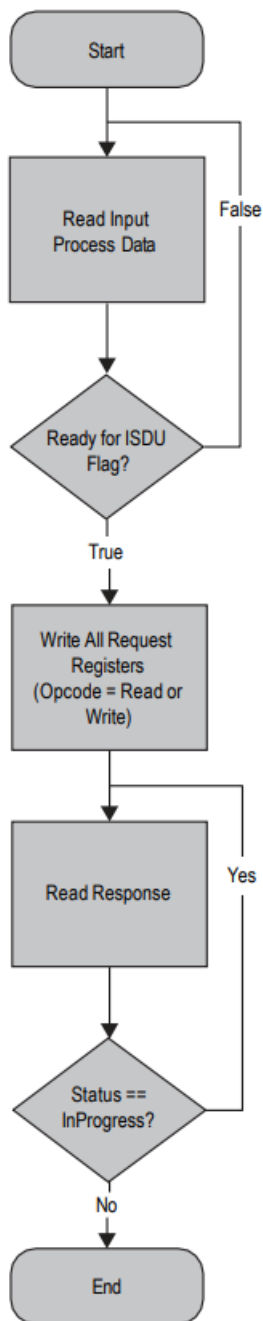 Start
Read Input
Process Data
False
Ready for ISDU
Flag?
True
Write All Request
Registers
(Opcode = Read or
Write)
Yes
Read Response
Status ==
InProgress?
No
End